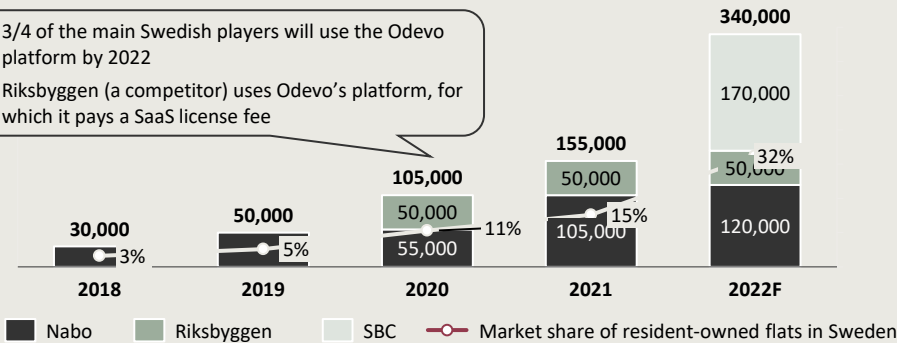 3/4 of the main Swedish players will use the Odevo
platform by 2022
Riksbyggen (a competitor) uses Odevo's platform, for
which it pays a SaaS license fee
340,000
170,000
155,000
32%
105,000
50,000
50,000
50,000
50,000
30,000
15%
3%
5%
11%
55,000
105,000
120,000
2018
2019
2020
2021
2022F
Nabo
Riksbyggen
SBC
Market share of resident-owned flats in Sweden